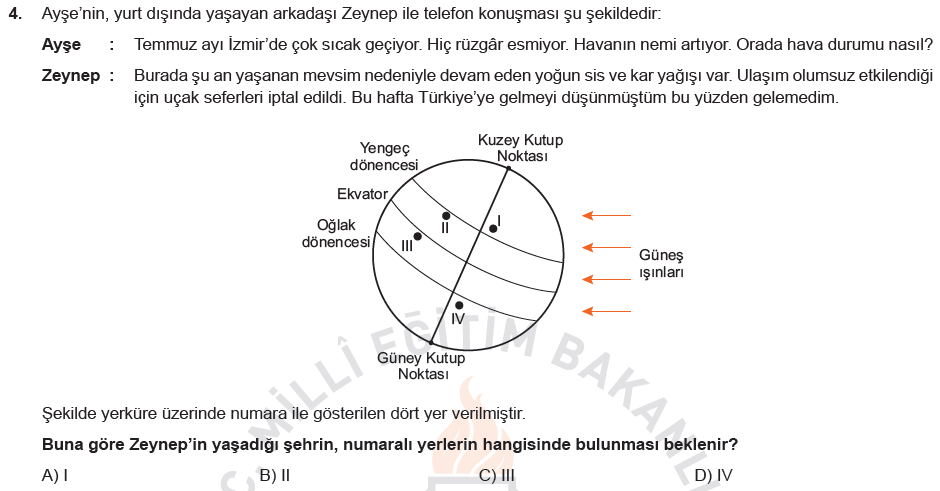 4. Ayşe’nin, yurt dışında yaşayan arkadaşı Zeynep ile telefon konuşması şu şekildedir:
Ayşe : Temmuz ayı İzmir’de çok sıcak geçiyor. Hiç rüzgâr esmiyor. Havanın nemi artıyor. Orada hava durumu nasıl?
Zeynep : Burada şu an yaşanan mevsim nedeniyle devam eden yoğun sis ve kar yağışı var. Ulaşım olumsuz etkilendiği
için uçak seferleri iptal edildi. Bu hafta Türkiye’ye gelmeyi düşünmüştüm bu yüzden gelemedim.
Kuzey Kutup
Noktası
Yengeç
dönencesi
Ekvator
Oğlak
dönencesi
I
II
III
IV
Güneş
ışınları
Güney Kutup
Noktası
MİLLÎ EĞİTİM BAKANL
Şekilde yerküre üzerinde numara ile gösterilen dört yer verilmiştir.
Buna göre Zeynep’in yaşadığı şehrin, numaralı yerlerin hangisinde bulunması beklenir?
A) I B) II C) III D) IV